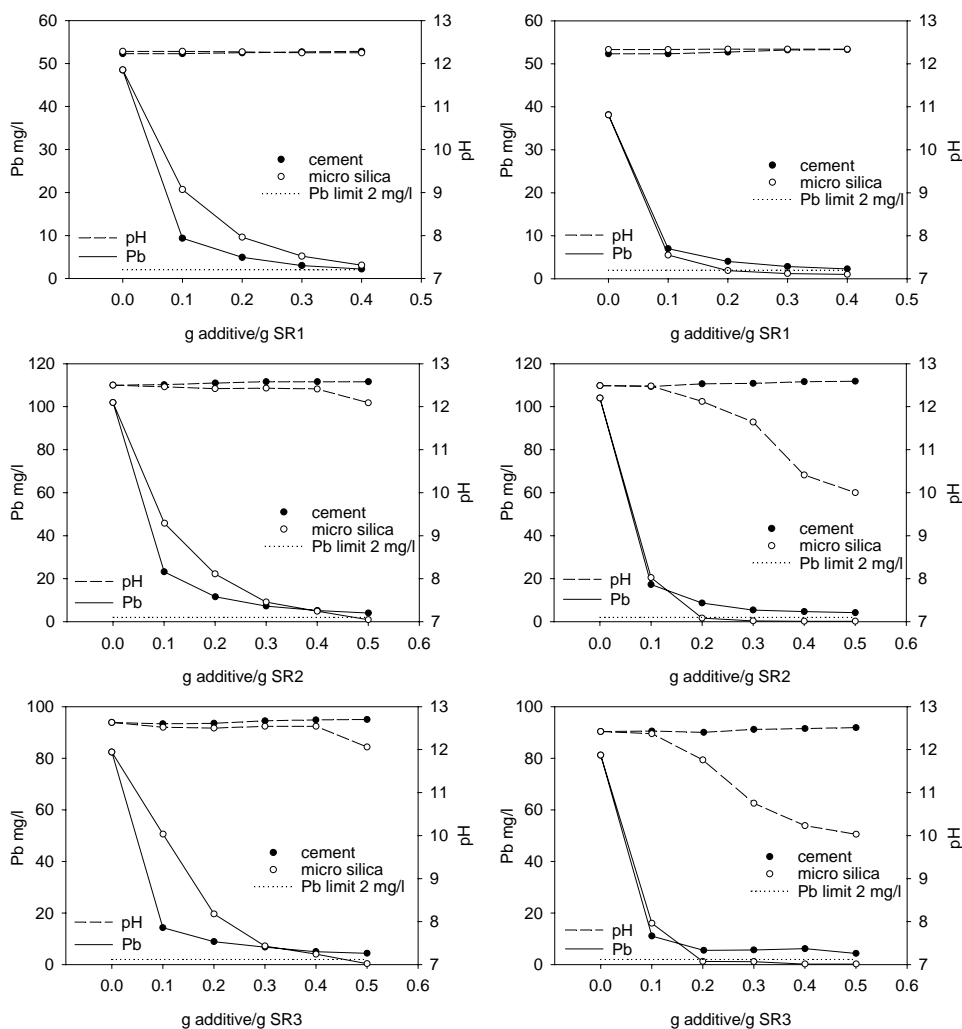 60 13
50 12
40 11
30 10
20 9
10 8
0 7
Pb mg/l
pH
cement
micro silica
Pb limit 2 mg/l
pH
Pb
0.0 0.1 0.2 0.3 0.4 0.5
g additive/g SR1
60 13
50 12
40 11
30 10
20 9
10 8
0 7
Pb mg/l
pH
cement
micro silica
Pb limit 2 mg/l
pH
Pb
0.0 0.1 0.2 0.3 0.4 0.5
g additive/g SR1
120 13
100 12
80 11
60 10
40 9
20 8
0 7
Pb mg/l
pH
cement
micro silica
Pb limit 2 mg/l
pH
Pb
0.0 0.1 0.2 0.3 0.4 0.5 0.6
g additive/g SR2
120 13
100 12
80 11
60 10
40 9
20 8
0 7
Pb mg/l
pH
cement
micro silica
Pb limit 2 mg/l
pH
Pb
0.0 0.1 0.2 0.3 0.4 0.5 0.6
g additive/g SR2
100 13
80 12
60 11
40 10
20 9
0 8
7
Pb mg/l
pH
cement
micro silica
Pb limit 2 mg/l
pH
Pb
0.0 0.1 0.2 0.3 0.4 0.5 0.6
g additive/g SR3
100 13
80 12
60 11
40 10
20 9
0 8
7
Pb mg/l
pH
cement
micro silica
Pb limit 2 mg/l
pH
Pb
0.0 0.1 0.2 0.3 0.4 0.5 0.6
g additive/g SR3